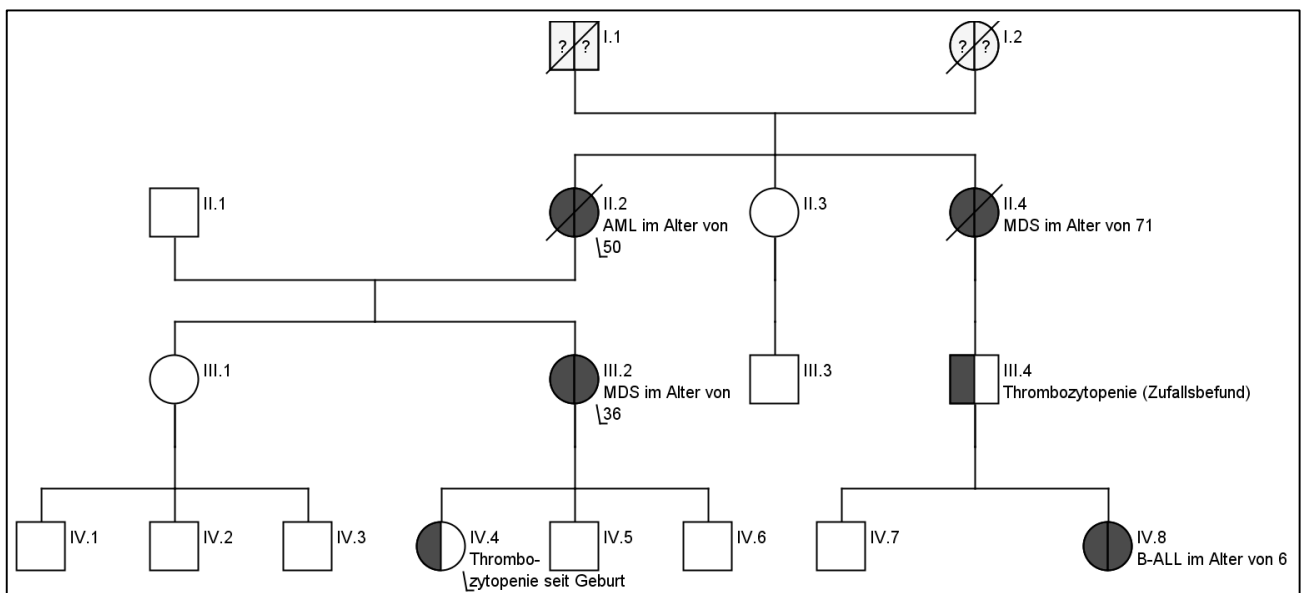 ? ? I.1
? ? I.2
II.1
II.2
AML im Alter von
50
II.3
II.4
MDS im Alter von 71
III.1
III.2
MDS im Alter von
36
III.3
III.4
Thrombozytopenie (Zufallsbefund)
IV.1
IV.2
IV.3
IV.4
Thrombo-
zytopenie seit Geburt
IV.5
IV.6
IV.7
IV.8
B-ALL im Alter von 6